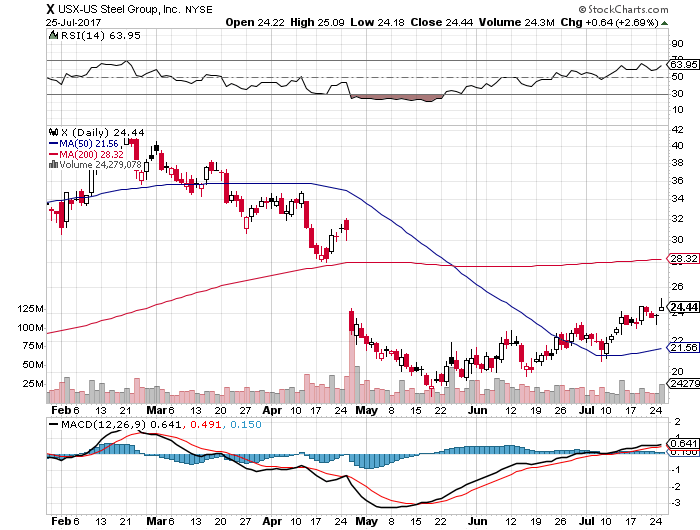 X USX-US Steel Group, Inc. NYSE © StockCharts.com
25-Jul-2017 Open 24.22 High 25.09 Low 24.18 Close 24.44 Volume 24.3M Chg +0.64 (+2.69%)
RSI(14) 63.95
90
70
63.95
50
30
10
X (Daily) 24.44
MA(50) 21.56
MA(200) 28.32
Volume 24,279,078
42
40
38
36
34
32
30
28.32
26
24.44
24
22
21.56
20
24279
125M
100M
75M
50M
25M
Feb 6 13 21 Mar 6 13 20 27 Apr 10 17 24 May 8 15 22 Jun 12 19 26 Jul 10 17 24
MACD(12,26,9) 0.641, 0.491, 0.150
2
1
0.641
0.150
0
-1
-2
-3
Feb 6 13 21 Mar 6 13 20 27 Apr 10 17 24 May 8 15 22 Jun 12 19 26 Jul 10 17 24